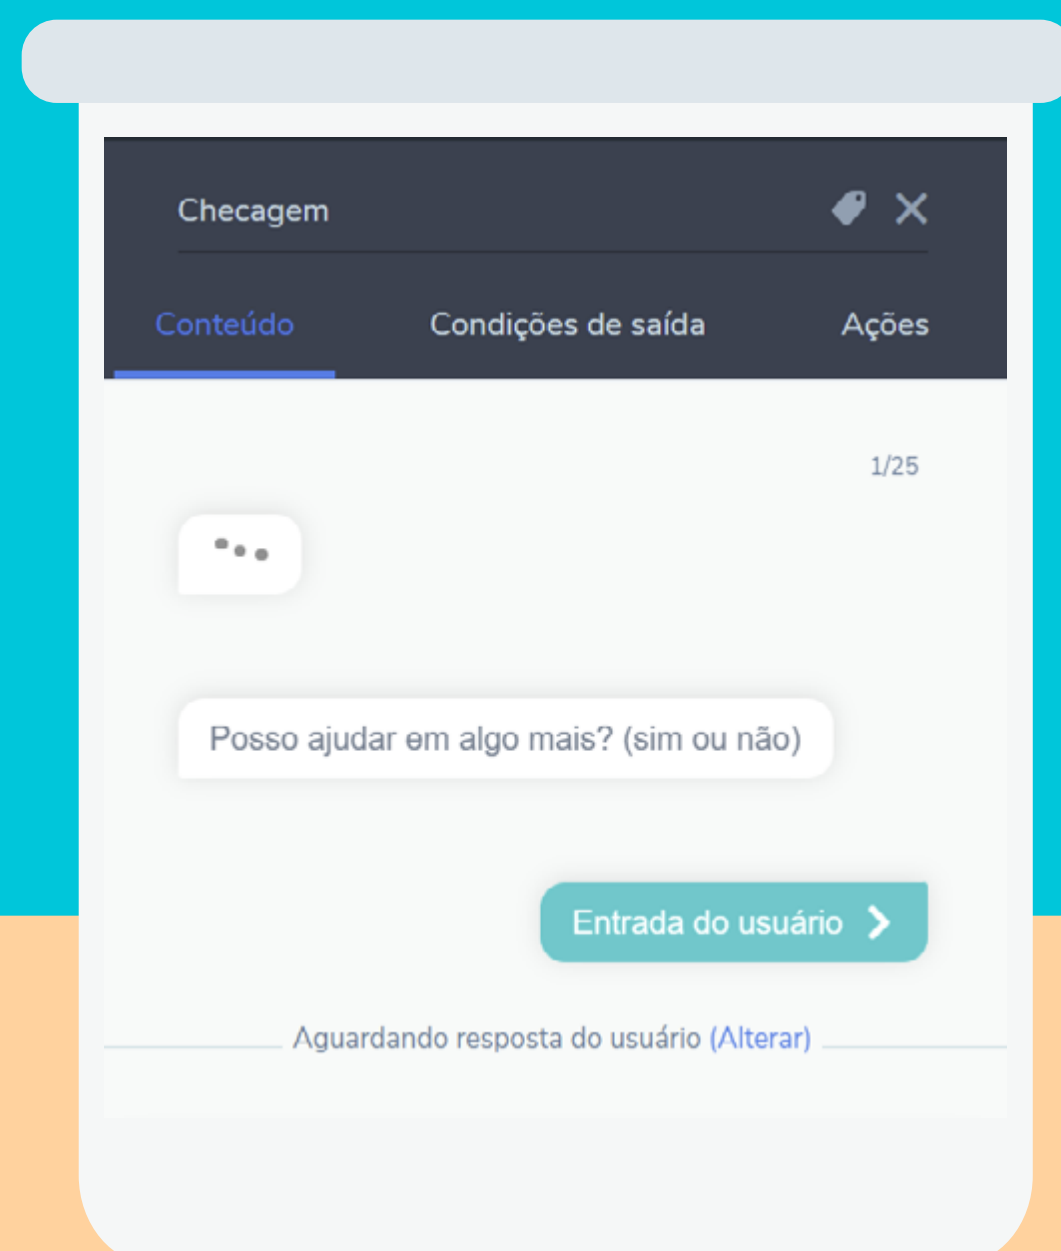 Checagem
Conteúdo Condições de saída Ações
1/25
Posso ajudar em algo mais? (sim ou não)
Entrada do usuário
Aguardando resposta do usuário (Alterar)